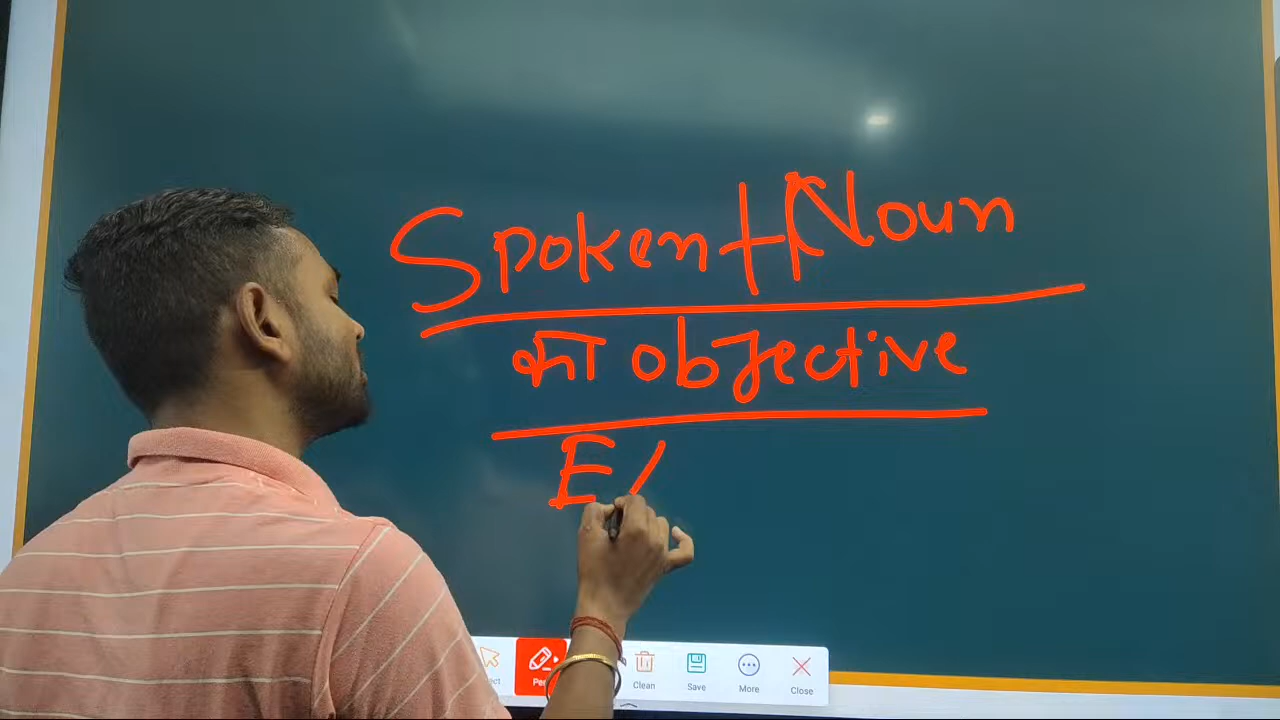 Spoken + Noun
का objective
E
Clean Save More Close